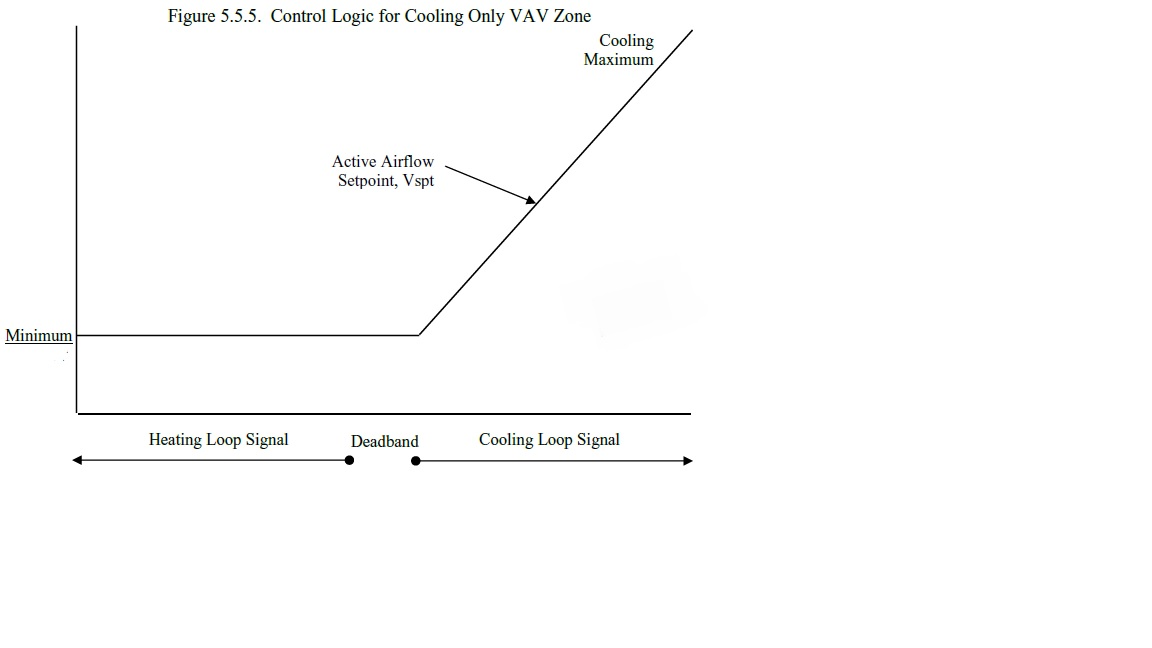 Figure 5.5.5. Control Logic for Cooling Only VAV Zone
Cooling
Maximum
Active Airflow
Setpoint, Vspt
Minimum
Heating Loop Signal
Deadband
Cooling Loop Signal